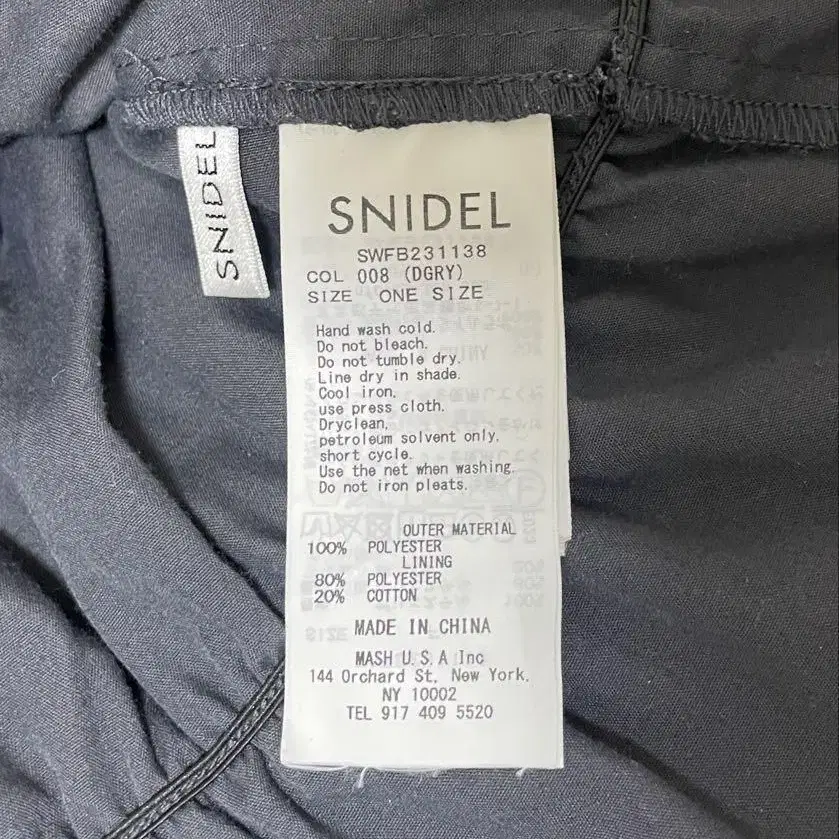 SNIDEL
SNIDEL
SWFB231138
COL 008 (DGRY)
SIZE ONE SIZE
Hand wash cold.
Do not bleach.
Do not tumble dry.
Line dry in shade.
Cool iron.
use press cloth.
Dryclean,
petroleum solvent only,
short cycle.
Use the net when washing.
Do not iron pleats.
OUTER MATERIAL
100% POLYESTER
LINING
80% POLYESTER
20% COTTON
MADE IN CHINA
MASH U.S.A Inc
144 Orchard St, New York,
NY 10002
TEL 917 409 5520